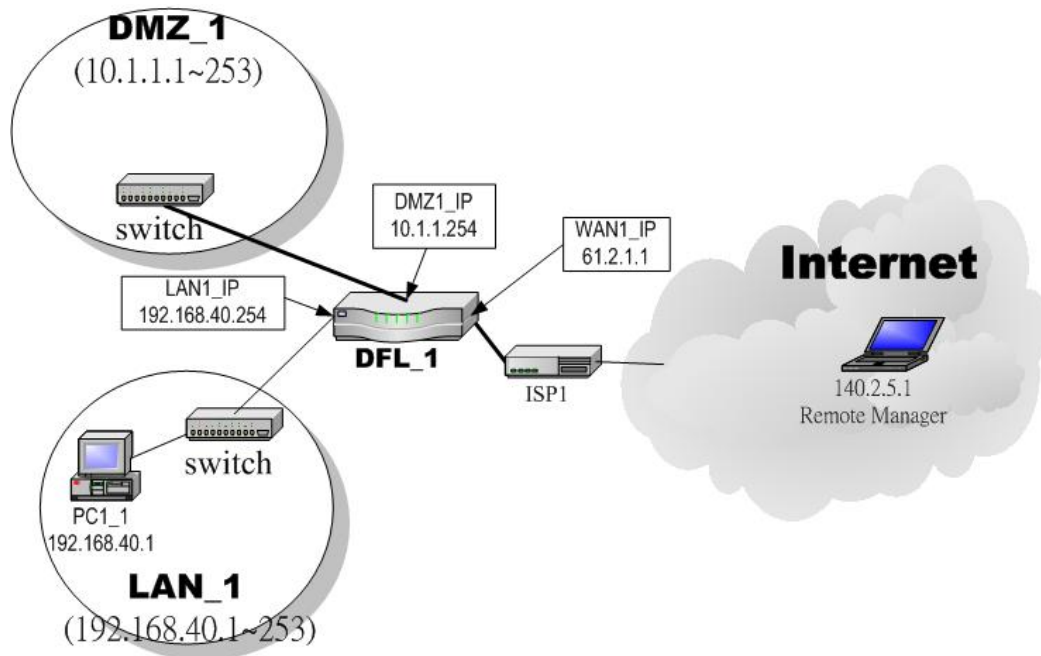 DMZ_1
(10.1.1.1~253)
switch
DMZ1_IP
10.1.1.254
WAN1_IP
61.2.1.1
LAN1_IP
192.168.40.254
DFL_1
ISP1
Internet
140.2.5.1
Remote Manager
switch
PC1_1
192.168.40.1
LAN_1
(192.168.40.1~253)